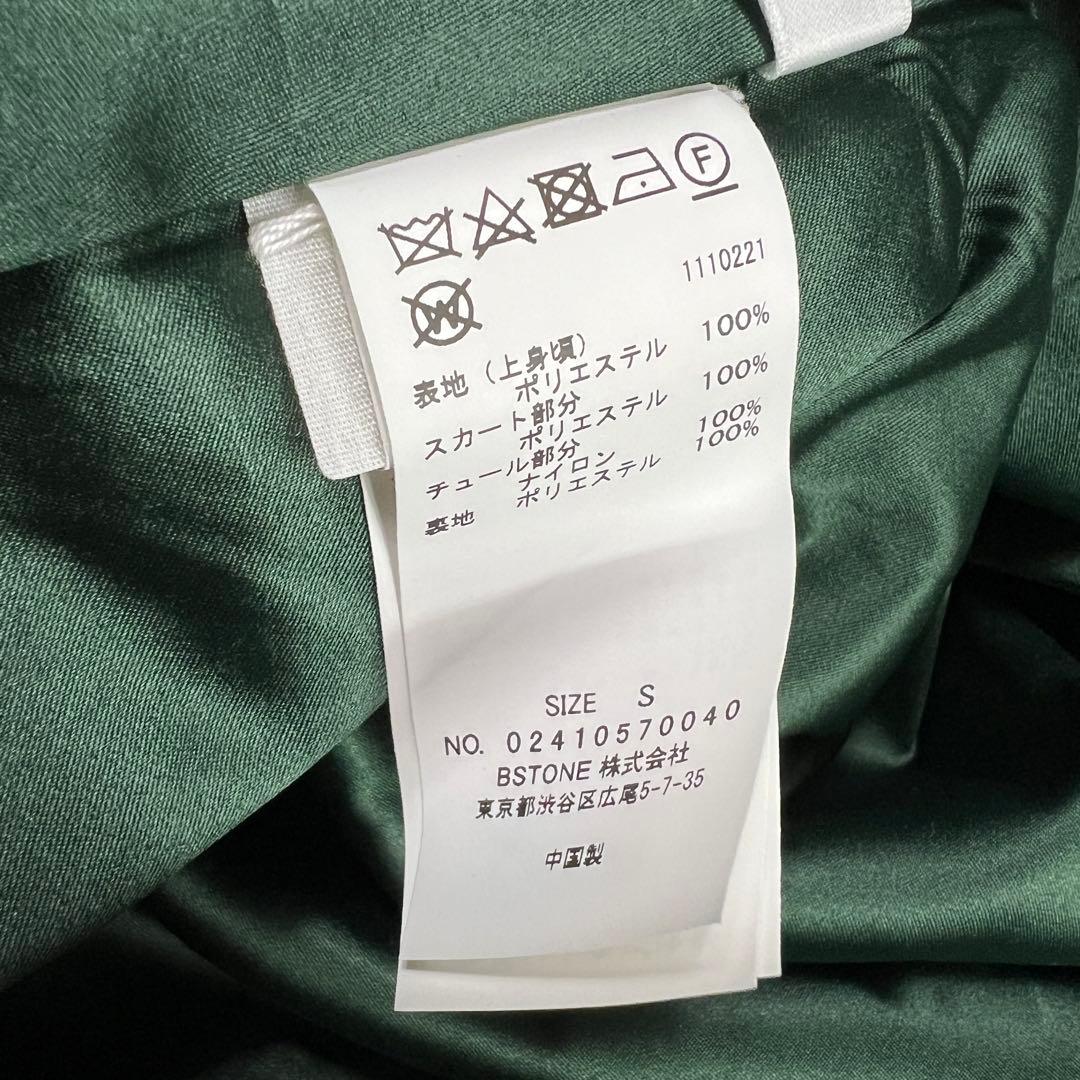 F
W
1110221
表地(上身頃)
ポリエステル 100%
スカート部分
ポリエステル 100%
チュール部分
ナイロン 100%
裏地 ポリエステル 100%
SIZE S
NO. 02410570040
BSTONE 株式会社
東京都渋谷区広尾5-7-35
中国製